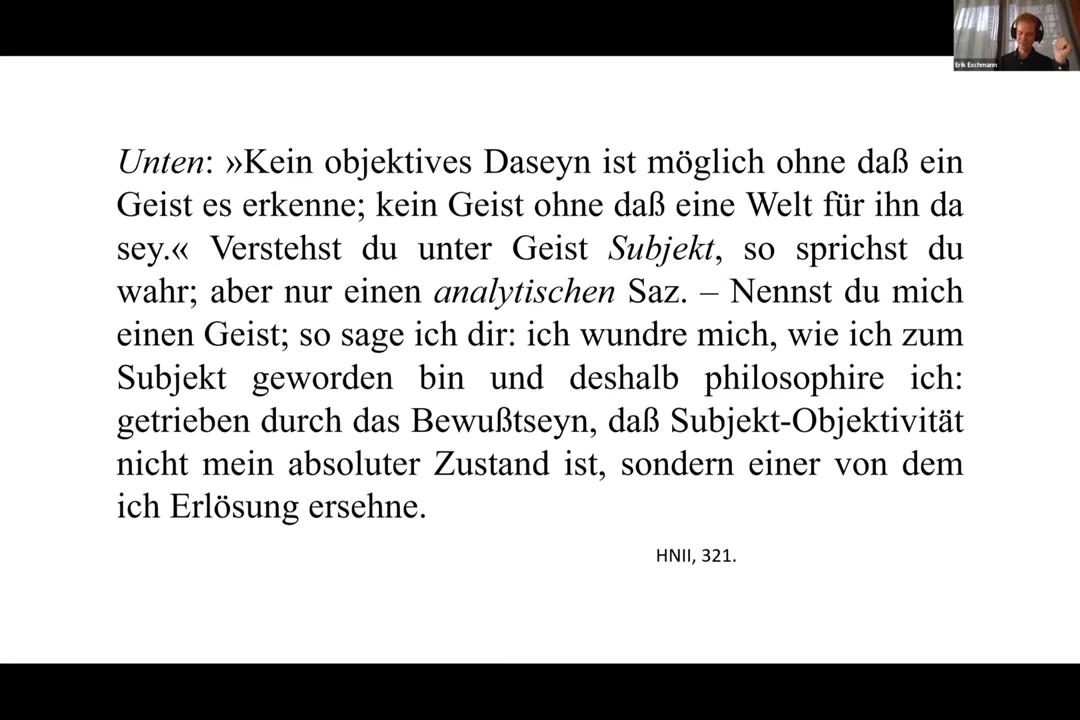 Erik Eschmann
Unten: »Kein objektives Daseyn ist möglich ohne daß ein
Geist es erkenne; kein Geist ohne daß eine Welt für ihn da
sey.« Verstehst du unter Geist Subjekt, so sprichst du
wahr; aber nur einen analytischen Saz. – Nennst du mich
einen Geist; so sage ich dir: ich wundre mich, wie ich zum
Subjekt geworden bin und deshalb philosophire ich:
getrieben durch das Bewußtseyn, daß Subjekt-Objektivität
nicht mein absoluter Zustand ist, sondern einer von dem
ich Erlösung ersehne.
HNII, 321.